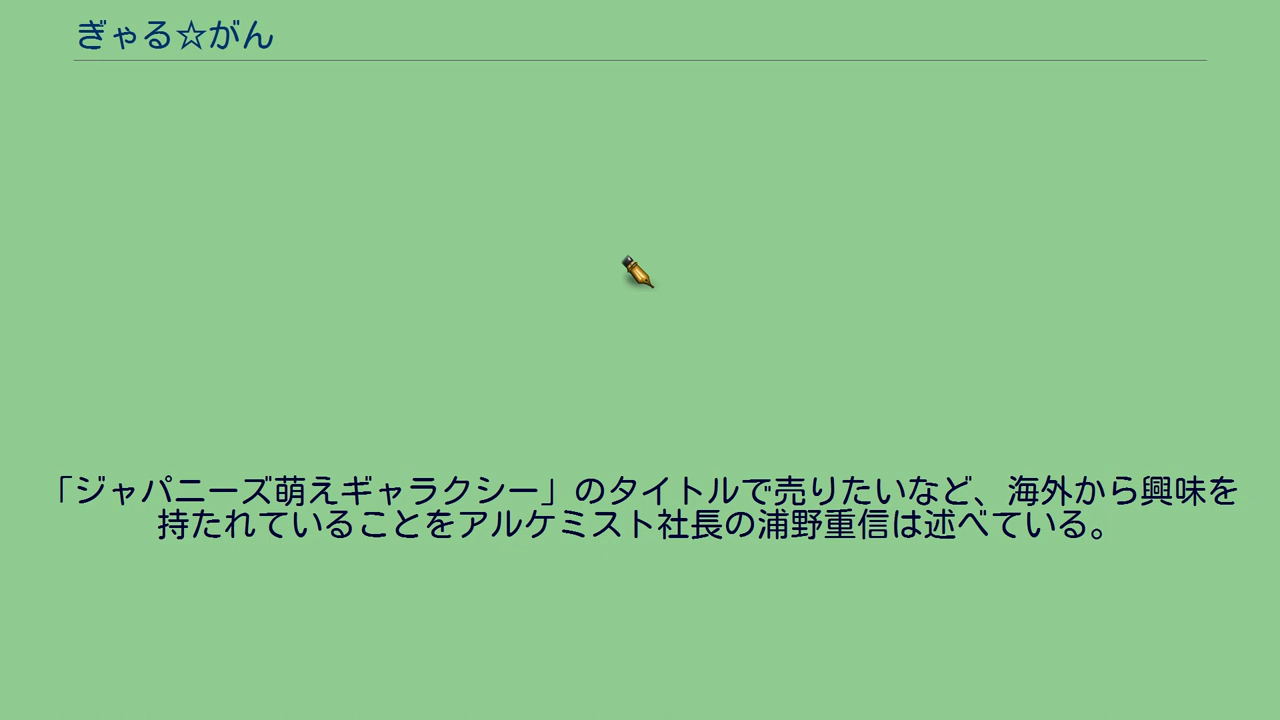 ぎゃる☆がん
「ジャパニーズ萌えギャラクシー」のタイトルで売りたいなど、海外から興味を
持たれていることをアルケミスト社長の浦野重信は述べている。